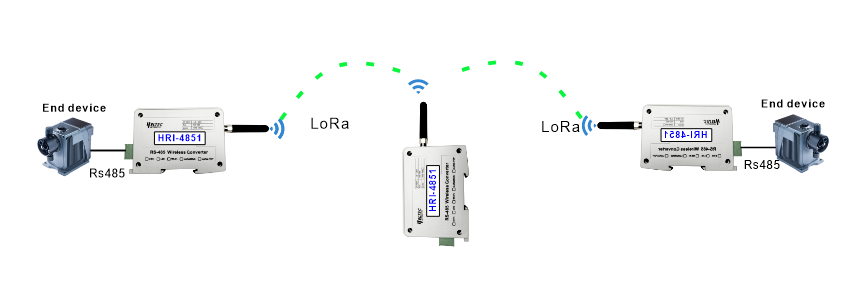 End device
HRI-4851
RS-485 Wireless Converter
Rs485
LoRa
HRI-4851
RS-485 Wireless Converter
LoRa
End device
HRI-4851
RS-485 Wireless Converter
Rs485